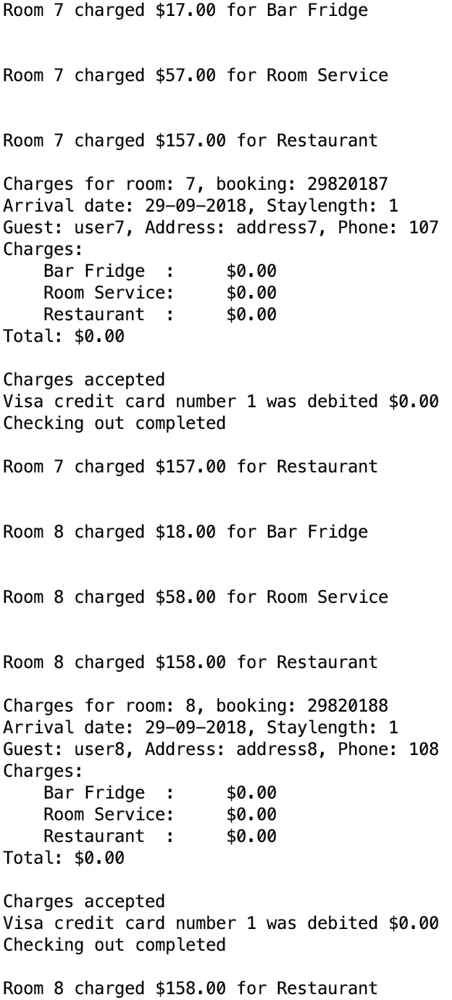 Room 7 charged $17.00 for Bar Fridge
Room 7 charged $57.00 for Room Service
Room 7 charged $157.00 for Restaurant
Charges for room: 7, booking: 29820187
Arrival date: 29-09-2018, Staylength: 1
Guest: user7, Address: address7, Phone: 107
Charges:
    Bar Fridge  :     $0.00
    Room Service:     $0.00
    Restaurant  :     $0.00
Total: $0.00
Charges accepted
Visa credit card number 1 was debited $0.00
Checking out completed
Room 7 charged $157.00 for Restaurant
Room 8 charged $18.00 for Bar Fridge
Room 8 charged $58.00 for Room Service
Room 8 charged $158.00 for Restaurant
Charges for room: 8, booking: 29820188
Arrival date: 29-09-2018, Staylength: 1
Guest: user8, Address: address8, Phone: 108
Charges:
    Bar Fridge  :     $0.00
    Room Service:     $0.00
    Restaurant  :     $0.00
Total: $0.00
Charges accepted
Visa credit card number 1 was debited $0.00
Checking out completed
Room 8 charged $158.00 for Restaurant